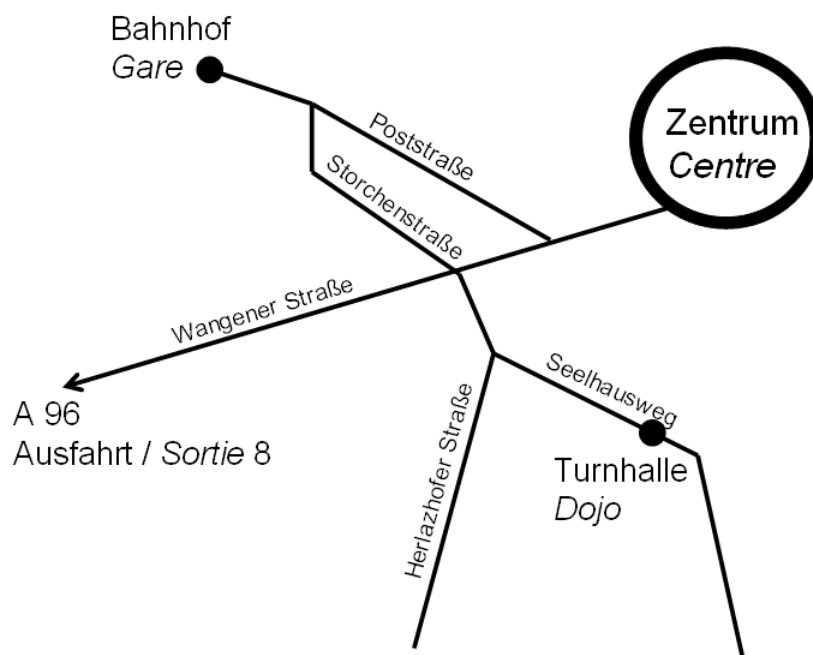 Bahnhof
Gare
Zentrum
Centre
Poststraße
Storchenstraße
Wangener Straße
A 96
Ausfahrt / Sortie 8
Seelhausweg
Herlazhofer Straße
Turnhalle
Dojo